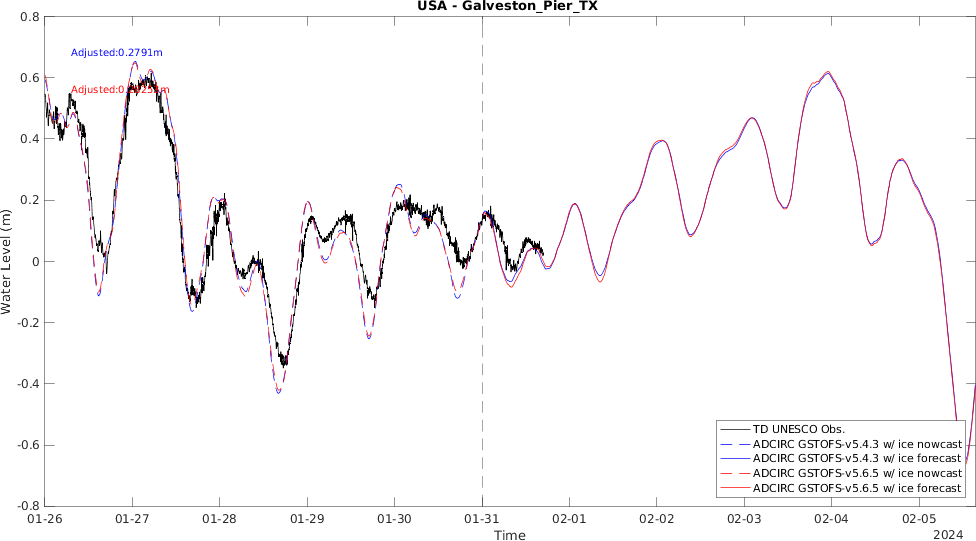 USA - Galveston_Pier_TX
Adjusted:0.2791m
Water Level (m)
0.8
0.6
0.4
0.2
0
-0.2
-0.4
-0.6
-0.8
TD UNESCO Obs.
ADCIRC GSTOFS-v5.4.3 w/ ice nowcast
ADCIRC GSTOFS-v5.4.3 w/ ice forecast
ADCIRC GSTOFS-v5.6.5 w/ ice nowcast
ADCIRC GSTOFS-v5.6.5 w/ ice forecast
01-26 01-27 01-28 01-29 01-30 01-31 02-01 02-02 02-03 02-04 02-05
Time
2024